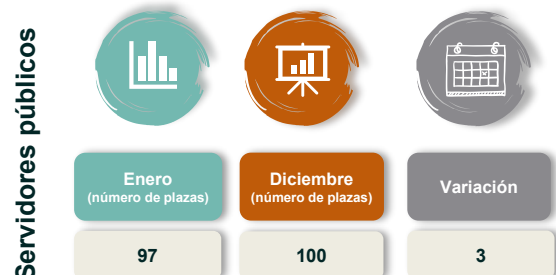 Servidores públicos
Enero
(número de plazas)
Diciembre
(número de plazas)
Variación
97
100
3